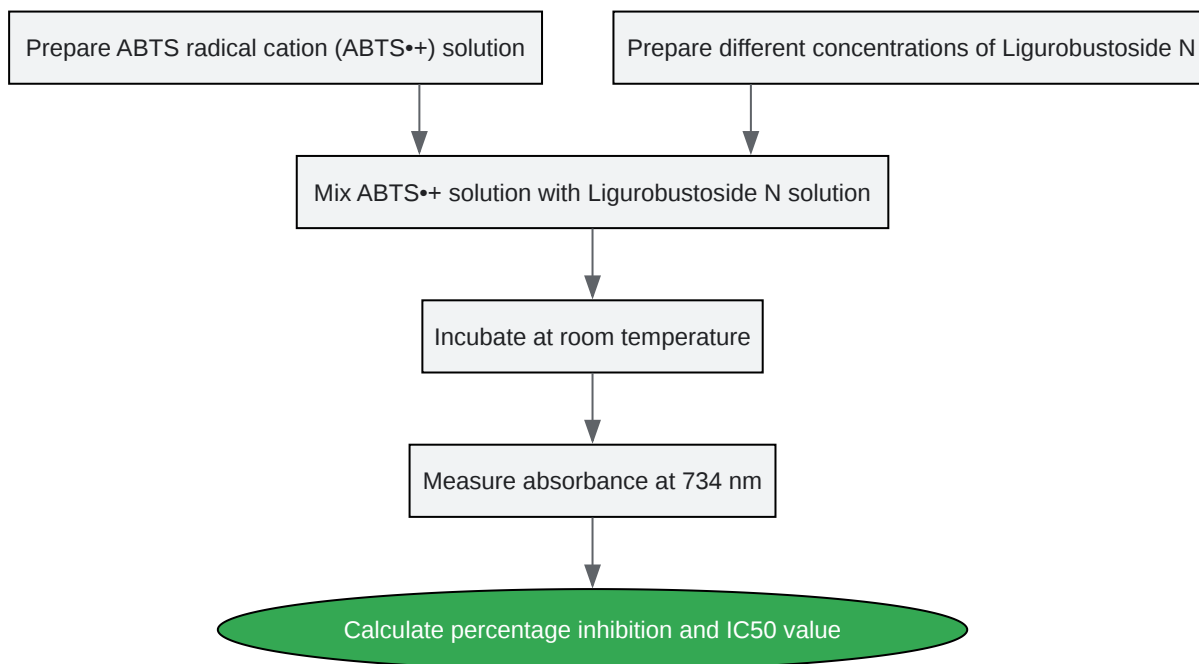 Prepare ABTS radical cation (ABTS•+) solution
Prepare different concentrations of Ligurobustoside N
Mix ABTS•+ solution with Ligurobustoside N solution
Incubate at room temperature
Measure absorbance at 734 nm
Calculate percentage inhibition and IC50 value